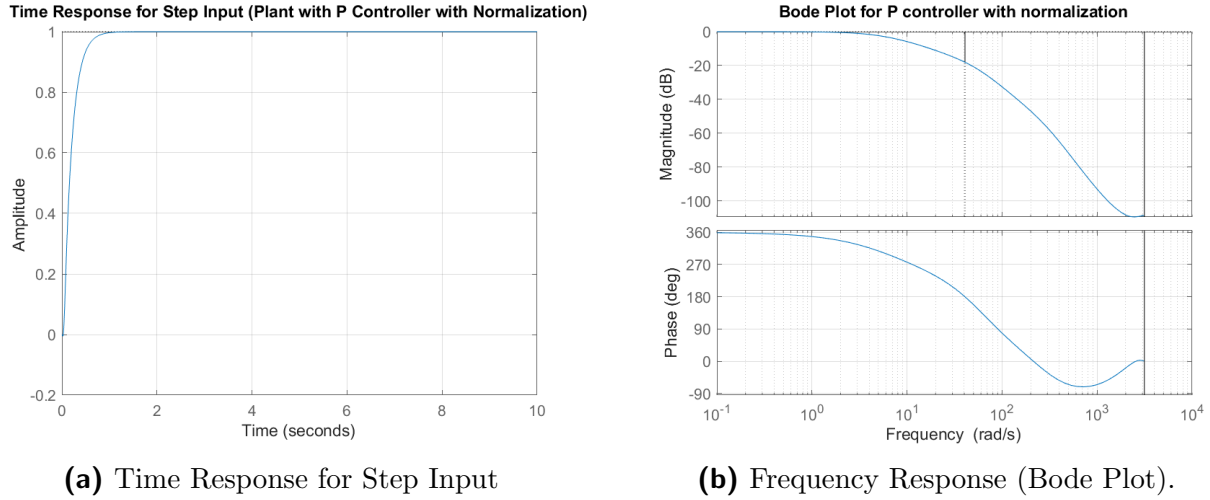 Time Response for Step Input (Plant with P Controller with Normalization)
1
0.8
0.6
0.4
0.2
0
-0.2
Amplitude
0 2 4 6 8 10
Time (seconds)
(a) Time Response for Step Input
Bode Plot for P controller with normalization
0
-20
-40
-60
-80
-100
Magnitude (dB)
360
270
180
90
0
-90
Phase (deg)
10^-1 10^0 10^1 10^2 10^3 10^4
Frequency (rad/s)
(b) Frequency Response (Bode Plot).